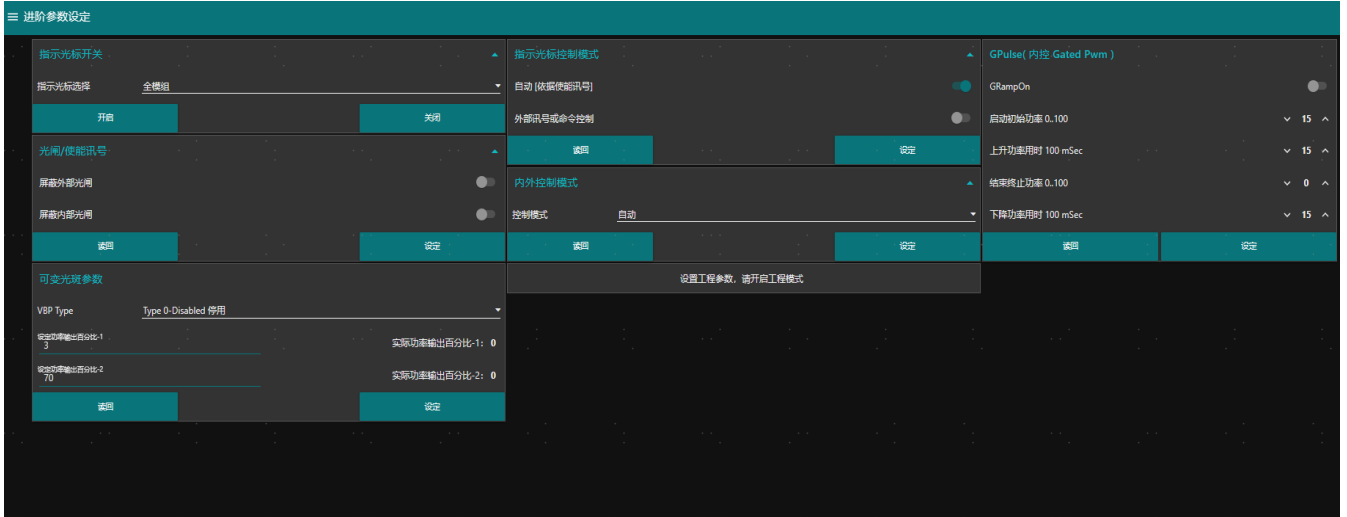 进阶参数设定
指示光标开关
指示光标选择 全模组
开启 关闭
光闸/使能讯号
屏蔽外部光闸
屏蔽内部光闸
读回 设定
可变光斑参数
VBP Type Type 0-Disabled 停用
设定功率输出百分比-1
3 实际功率输出百分比-1: 0
设定功率输出百分比-2
70 实际功率输出百分比-2: 0
读回 设定
指示光标控制模式
自动 [依据使能讯号]
外部讯号或命令控制
读回 设定
内外控制模式
控制模式 自动
读回 设定
设置工程参数，请开启工程模式
GPulse( 内控 Gated Pwm )
GRampOn
启动初始功率 0..100 15
上升功率用时 100 mSec 15
结束终止功率 0..100 0
下降功率用时 100 mSec 15
读回 设定